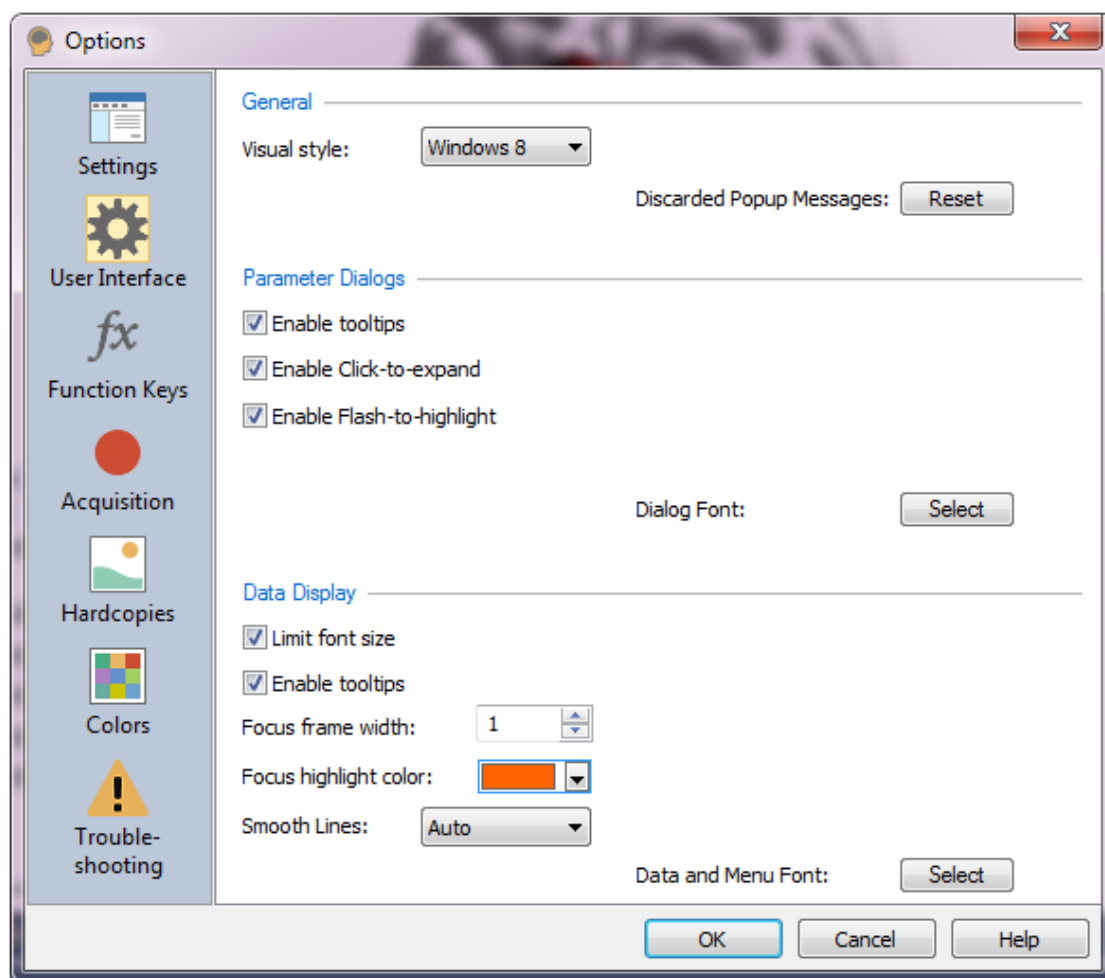 Options
X
Settings
User Interface
fx
Function Keys
Acquisition
Hardcopies
Colors
Trouble-
shooting
General
Visual style: Windows 8
Discarded Popup Messages: Reset
Parameter Dialogs
Enable tooltips
Enable Click-to-expand
Enable Flash-to-highlight
Dialog Font: Select
Data Display
Limit font size
Enable tooltips
Focus frame width: 1
Focus highlight color:
Smooth Lines: Auto
Data and Menu Font: Select
OK Cancel Help